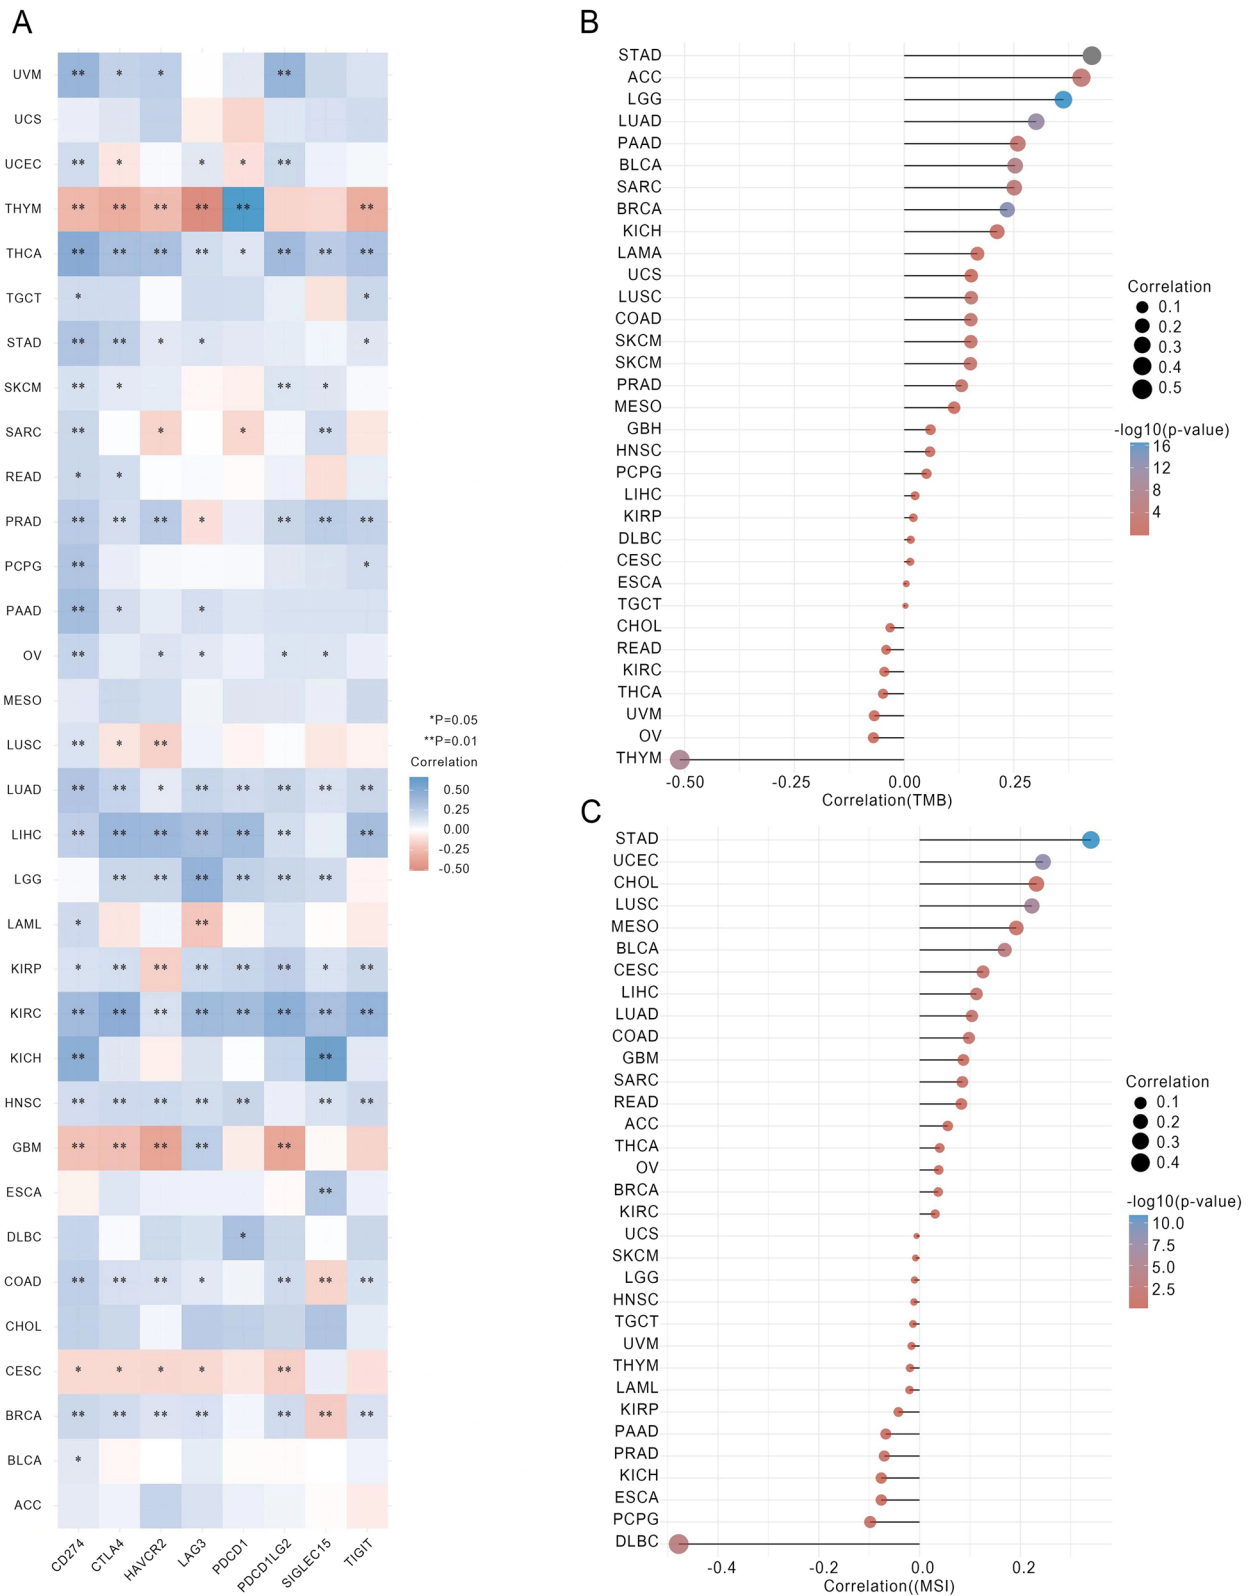 A
UVM ** * * **
UCS
UCEC ** * * * **
THYM ** ** ** ** ** **
THCA ** ** ** ** * ** ** **
TGCT * *
STAD ** ** * * *
SKCM ** * ** *
SARC ** * * **
READ * *
PRAD ** ** ** * ** ** **
PCPG ** *
PAAD ** * *
OV ** * * * *
MESO
LUSC ** * **
LUAD ** ** * ** ** ** ** **
LIHC ** ** ** ** ** ** **
LGG ** ** ** ** ** **
LAML * **
KIRP * ** ** ** ** ** * **
KIRC ** ** ** ** ** ** ** **
KICH ** **
HNSC ** ** ** ** ** ** **
GBM ** ** ** ** **
ESCA **
DLBC *
COAD ** ** ** * ** ** **
CHOL
CESC * * * * **
BRCA ** ** ** ** ** ** **
BLCA *
ACC
CD274
CTLA4
HAVCR2
LAG3
PDCD1
PDCD1LG2
SIGLEC15
TIGIT
*P=0.05
**P=0.01
Correlation
0.50
0.25
0.00
-0.25
-0.50
B
STAD
ACC
LGG
LUAD
PAAD
BLCA
SARC
BRCA
KICH
LAMA
UCS
LUSC
COAD
SKCM
SKCM
PRAD
MESO
GBH
HNSC
PCPG
LIHC
KIRP
DLBC
CESC
ESCA
TGCT
CHOL
READ
KIRC
THCA
UVM
OV
THYM
-0.50 -0.25 0.00 0.25
Correlation(TMB)
Correlation
0.1
0.2
0.3
0.4
0.5
-log10(p-value)
16
12
8
4
C
STAD
UCEC
CHOL
LUSC
MESO
BLCA
CESC
LIHC
LUAD
COAD
GBM
SARC
READ
ACC
THCA
OV
BRCA
KIRC
UCS
SKCM
LGG
HNSC
TGCT
UVM
THYM
LAML
KIRP
PAAD
PRAD
KICH
ESCA
PCPG
DLBC
-0.4 -0.2 0.0 0.2
Correlation((MSI)
Correlation
0.1
0.2
0.3
0.4
-log10(p-value)
10.0
7.5
5.0
2.5